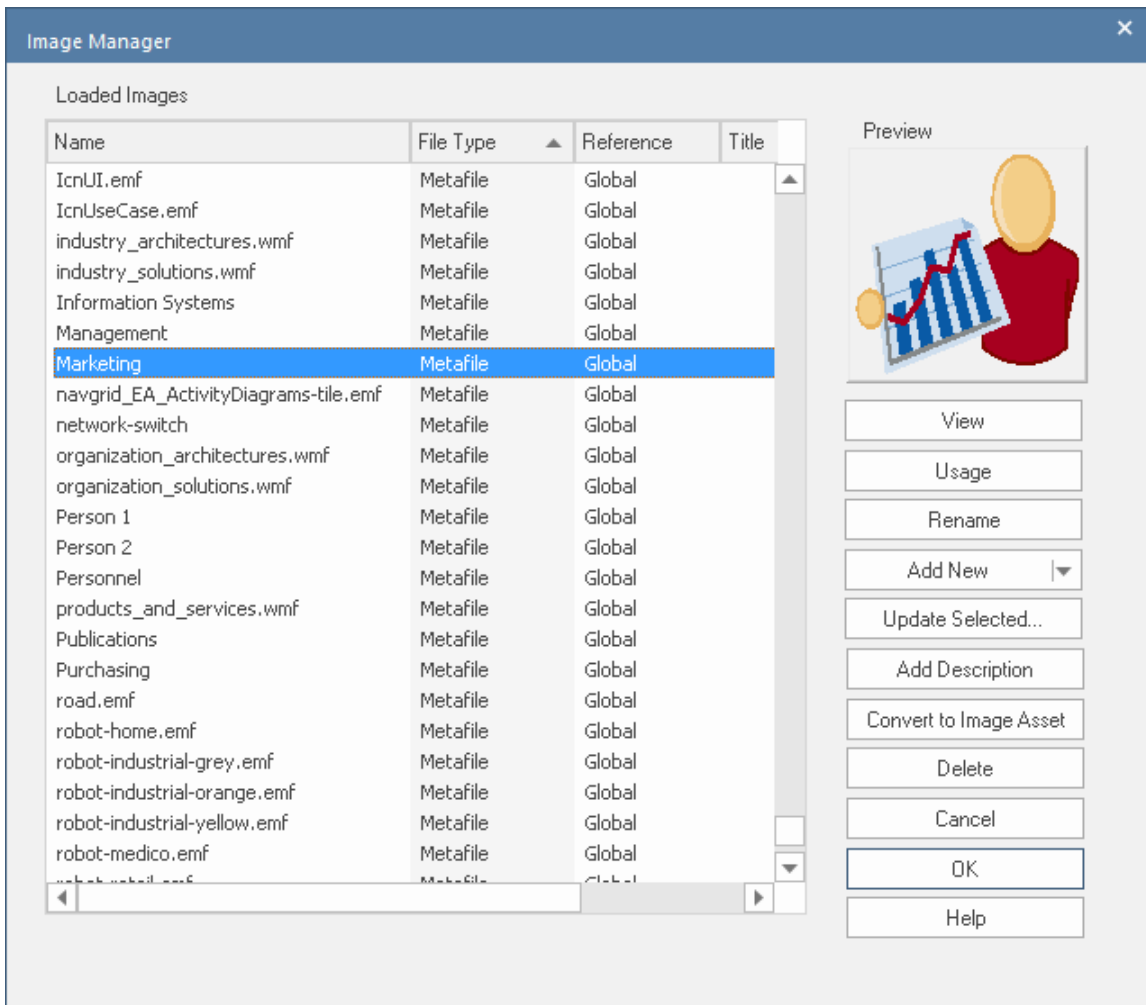 Image Manager
Loaded Images
Name File Type Reference Title
IcnUI.emf Metafile Global
IcnUseCase.emf Metafile Global
industry_architectures.wmf Metafile Global
industry_solutions.wmf Metafile Global
Information Systems Metafile Global
Management Metafile Global
Marketing Metafile Global
navgrid_EA_ActivityDiagrams-tile.emf Metafile Global
network-switch Metafile Global
organization_architectures.wmf Metafile Global
organization_solutions.wmf Metafile Global
Person 1 Metafile Global
Person 2 Metafile Global
Personnel Metafile Global
products_and_services.wmf Metafile Global
Publications Metafile Global
Purchasing Metafile Global
road.emf Metafile Global
robot-home.emf Metafile Global
robot-industrial-grey.emf Metafile Global
robot-industrial-orange.emf Metafile Global
robot-industrial-yellow.emf Metafile Global
robot-medico.emf Metafile Global
Preview
View
Usage
Rename
Add New
Update Selected...
Add Description
Convert to Image Asset
Delete
Cancel
OK
Help